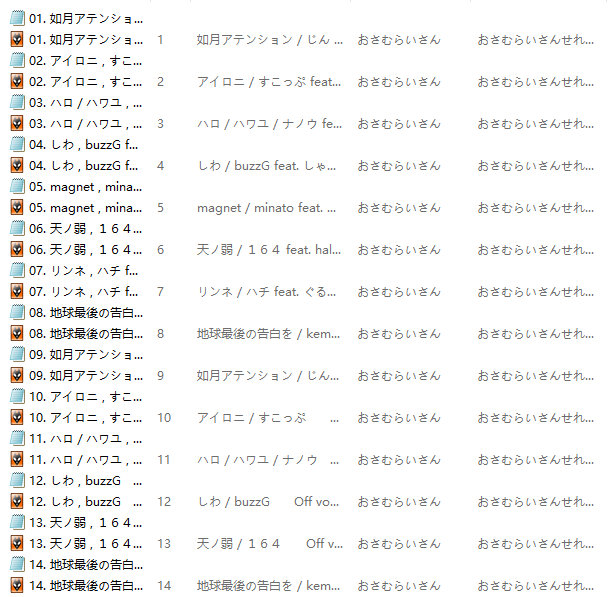 01. 如月アテンショ...
01. 如月アテンショ... 1 如月アテンション / じん ... おさむらいさん おさむらいさんせれ...
02. アイロニ , すこ...
02. アイロニ , すこ... 2 アイロニ / すこっぷ feat... おさむらいさん おさむらいさんせれ...
03. ハロ / ハワユ , ...
03. ハロ / ハワユ , ... 3 ハロ / ハワユ / ナノウ fe... おさむらいさん おさむらいさんせれ...
04. しわ , buzzG f...
04. しわ , buzzG f... 4 しわ / buzzG feat. しゃ... おさむらいさん おさむらいさんせれ...
05. magnet , mina...
05. magnet , mina... 5 magnet / minato feat. ... おさむらいさん おさむらいさんせれ...
06. 天ノ弱 , １６４...
06. 天ノ弱 , １６４... 6 天ノ弱 / １６４ feat. hal... おさむらいさん おさむらいさんせれ...
07. リンネ , ハチ f...
07. リンネ , ハチ f... 7 リンネ / ハチ feat. ぐる... おさむらいさん おさむらいさんせれ...
08. 地球最後の告白...
08. 地球最後の告白... 8 地球最後の告白を / kem... おさむらいさん おさむらいさんせれ...
09. 如月アテンショ...
09. 如月アテンショ... 9 如月アテンション / じん... おさむらいさん おさむらいさんせれ...
10. アイロニ , すこ...
10. アイロニ , すこ... 10 アイロニ / すこっぷ ... おさむらいさん おさむらいさんせれ...
11. ハロ / ハワユ , ...
11. ハロ / ハワユ , ... 11 ハロ / ハワユ / ナノウ ... おさむらいさん おさむらいさんせれ...
12. しわ , buzzG ...
12. しわ , buzzG ... 12 しわ / buzzG Off vo... おさむらいさん おさむらいさんせれ...
13. 天ノ弱 , １６４...
13. 天ノ弱 , １６４... 13 天ノ弱 / １６４ Off v... おさむらいさん おさむらいさんせれ...
14. 地球最後の告白...
14. 地球最後の告白... 14 地球最後の告白を / kem... おさむらいさん おさむらいさんせれ...